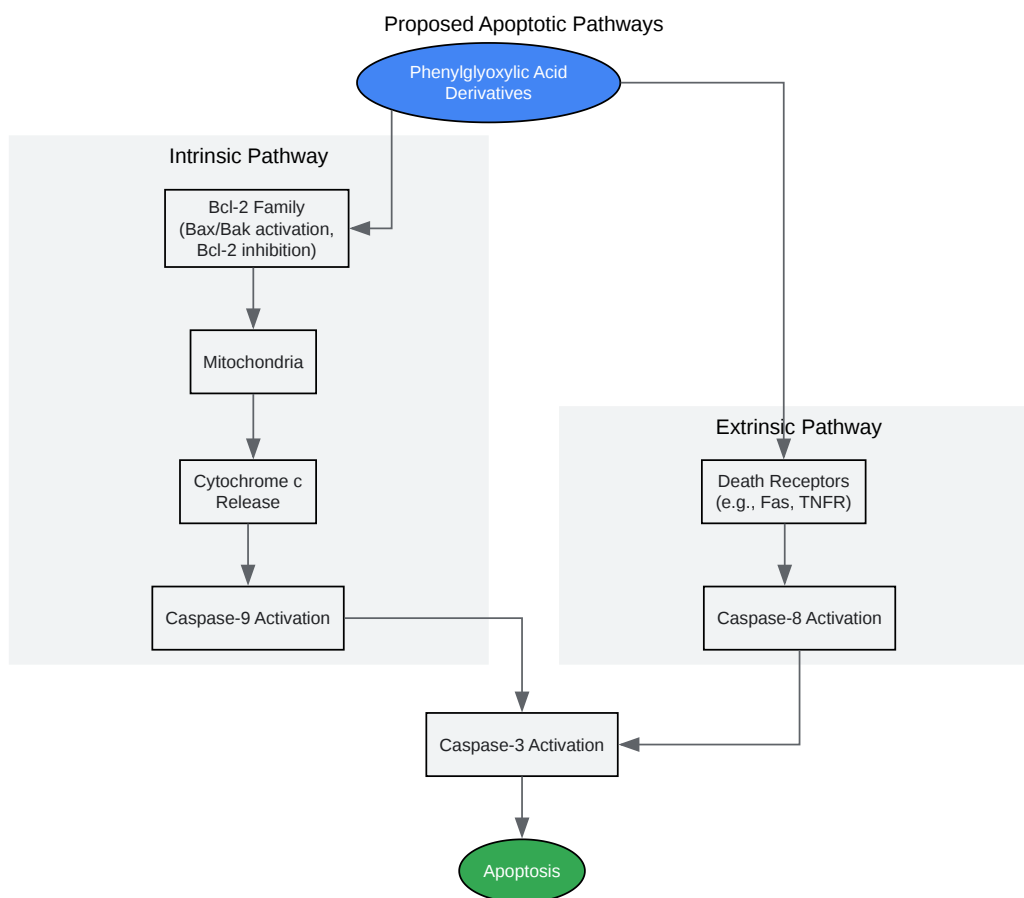 Proposed Apoptotic Pathways
Phenylglyoxylic Acid
Derivatives
Intrinsic Pathway
Bcl-2 Family
(Bax/Bak activation,
Bcl-2 inhibition)
Mitochondria
Cytochrome c
Release
Caspase-9 Activation
Extrinsic Pathway
Death Receptors
(e.g., Fas, TNFR)
Caspase-8 Activation
Caspase-3 Activation
Apoptosis